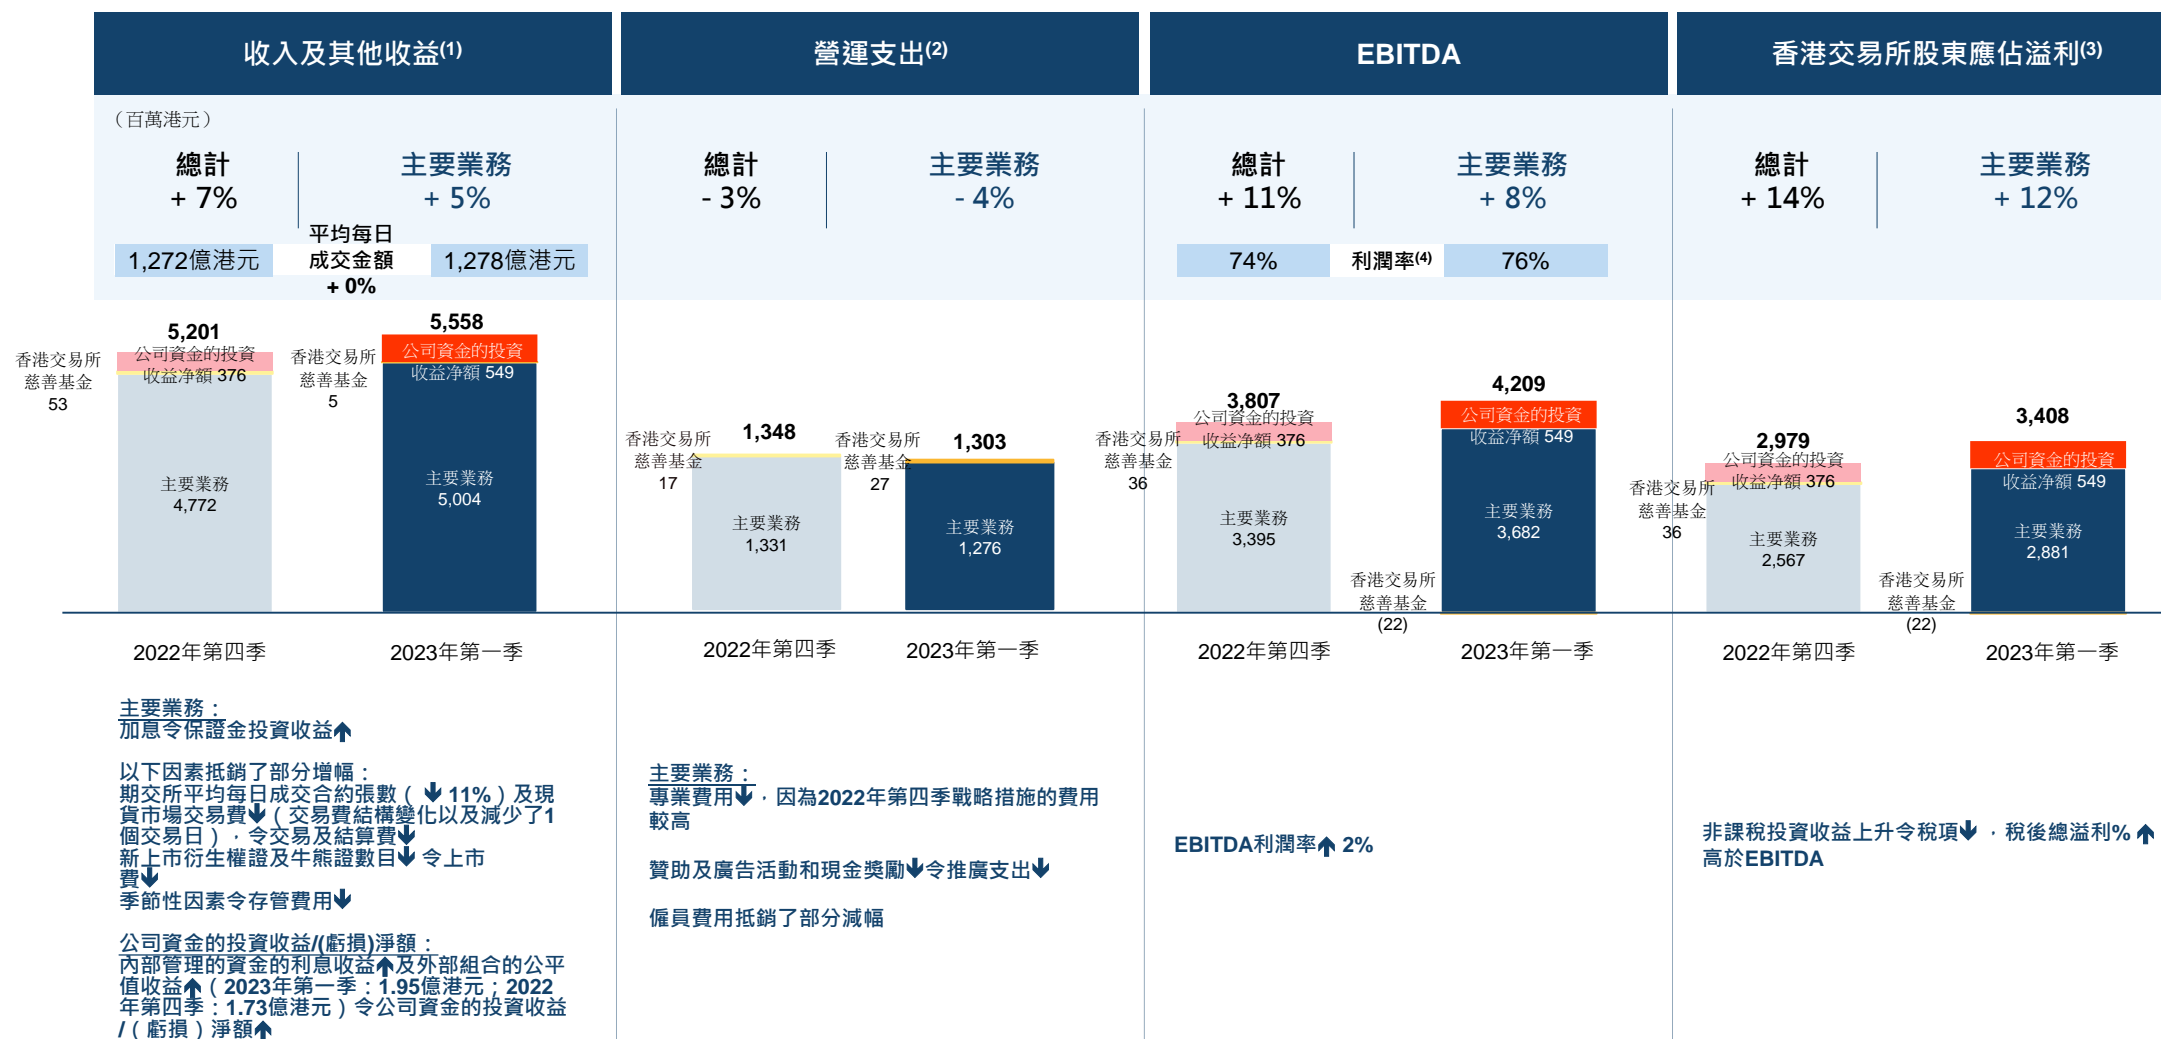 收入及其他收益(1)
營運支出(2)
EBITDA
香港交易所股東應佔溢利(3)
（百萬港元）
總計
+ 7%
主要業務
+ 5%
1,272億港元
平均每日
成交金額
+ 0%
1,278億港元
總計
- 3%
主要業務
- 4%
總計
+ 11%
主要業務
+ 8%
74%
利潤率(4)
76%
總計
+ 14%
主要業務
+ 12%
香港交易所
慈善基金
53
5,201
公司資金的投資
收益净額 376
主要業務
4,772
香港交易所
慈善基金
5
5,558
公司資金的投資
收益净額 549
主要業務
5,004
2022年第四季
2023年第一季
香港交易所
慈善基金
17
1,348
主要業務
1,331
香港交易所
慈善基金
27
1,303
主要業務
1,276
2022年第四季
2023年第一季
香港交易所
慈善基金
36
3,807
公司資金的投資
收益净額 376
主要業務
3,395
香港交易所
慈善基金
(22)
4,209
公司資金的投資
收益净額 549
主要業務
3,682
2022年第四季
2023年第一季
香港交易所
慈善基金
36
2,979
公司資金的投資
收益净額 376
主要業務
2,567
香港交易所
慈善基金
(22)
3,408
公司資金的投資
收益净額 549
主要業務
2,881
2022年第四季
2023年第一季
主要業務：
加息令保證金投資收益🡹
以下因素抵銷了部分增幅：
期交所平均每日成交合約張數（ 🡻 11%）及現
貨市場交易費🡻（交易費結構變化以及減少了1
個交易日），令交易及結算費🡻
新上市衍生權證及牛熊證數目🡻 令上市
費🡻
季節性因素令存管費用🡻
公司資金的投資收益/(虧損)淨額：
內部管理的資金的利息收益🡹及外部組合的公平
值收益🡹（2023年第一季：1.95億港元；2022
年第四季：1.73億港元）令公司資金的投資收益
/（虧損）淨額🡹
主要業務：
專業費用🡻，因為2022年第四季戰略措施的費用
較高
贊助及廣告活動和現金獎勵🡻令推廣支出🡻
僱員費用抵銷了部分減幅
EBITDA利潤率🡹 2%
非課稅投資收益上升令稅項🡻，稅後總溢利% 🡹
高於EBITDA